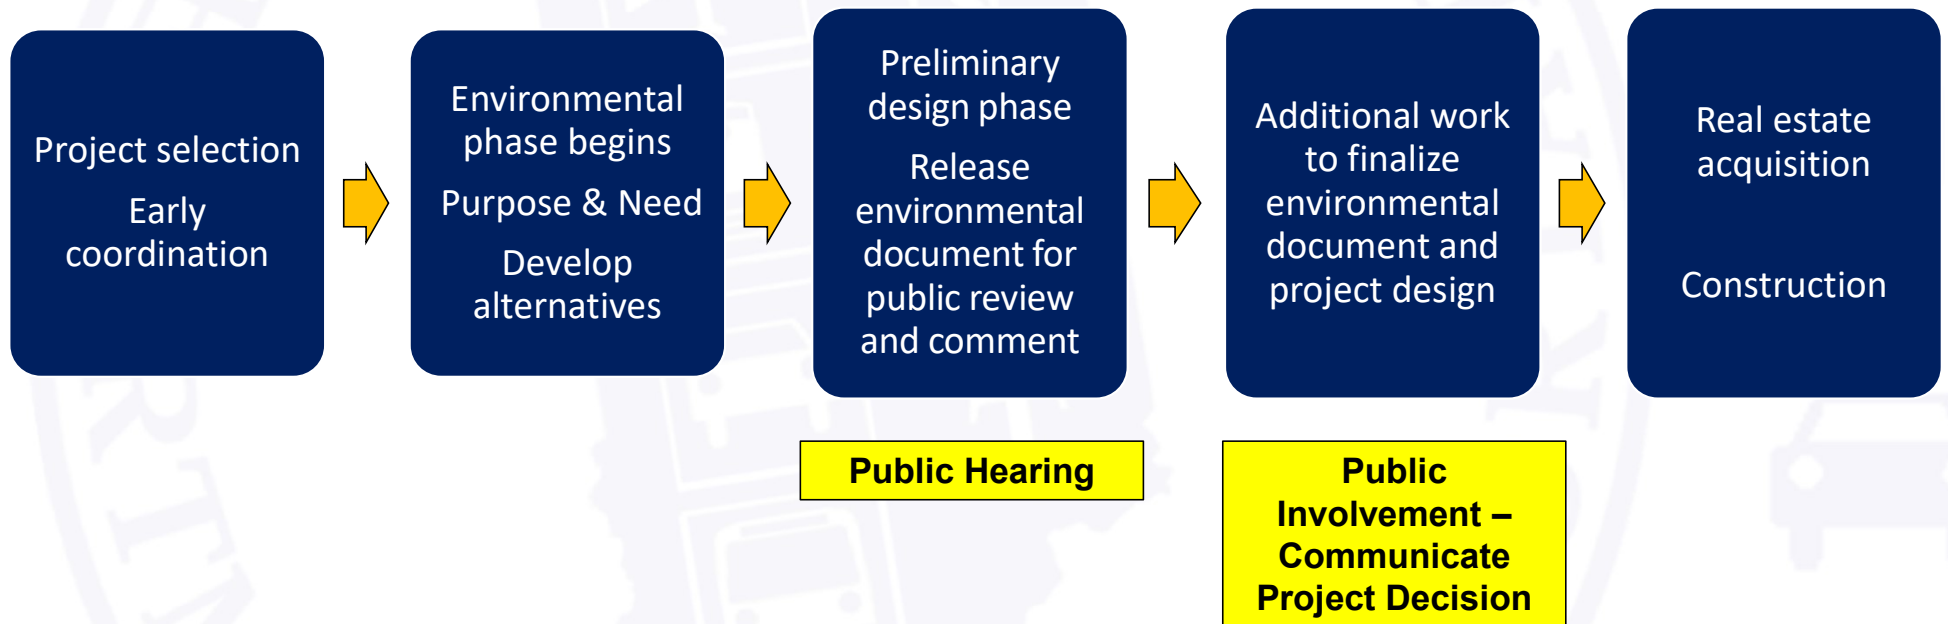 Project selection
Early
coordination
Environmental
phase begins
Purpose & Need
Develop
alternatives
Preliminary
design phase
Release
environmental
document for
public review
and comment
Additional work
to finalize
environmental
document and
project design
Real estate
acquisition
Construction
Public Hearing
Public
Involvement –
Communicate
Project Decision